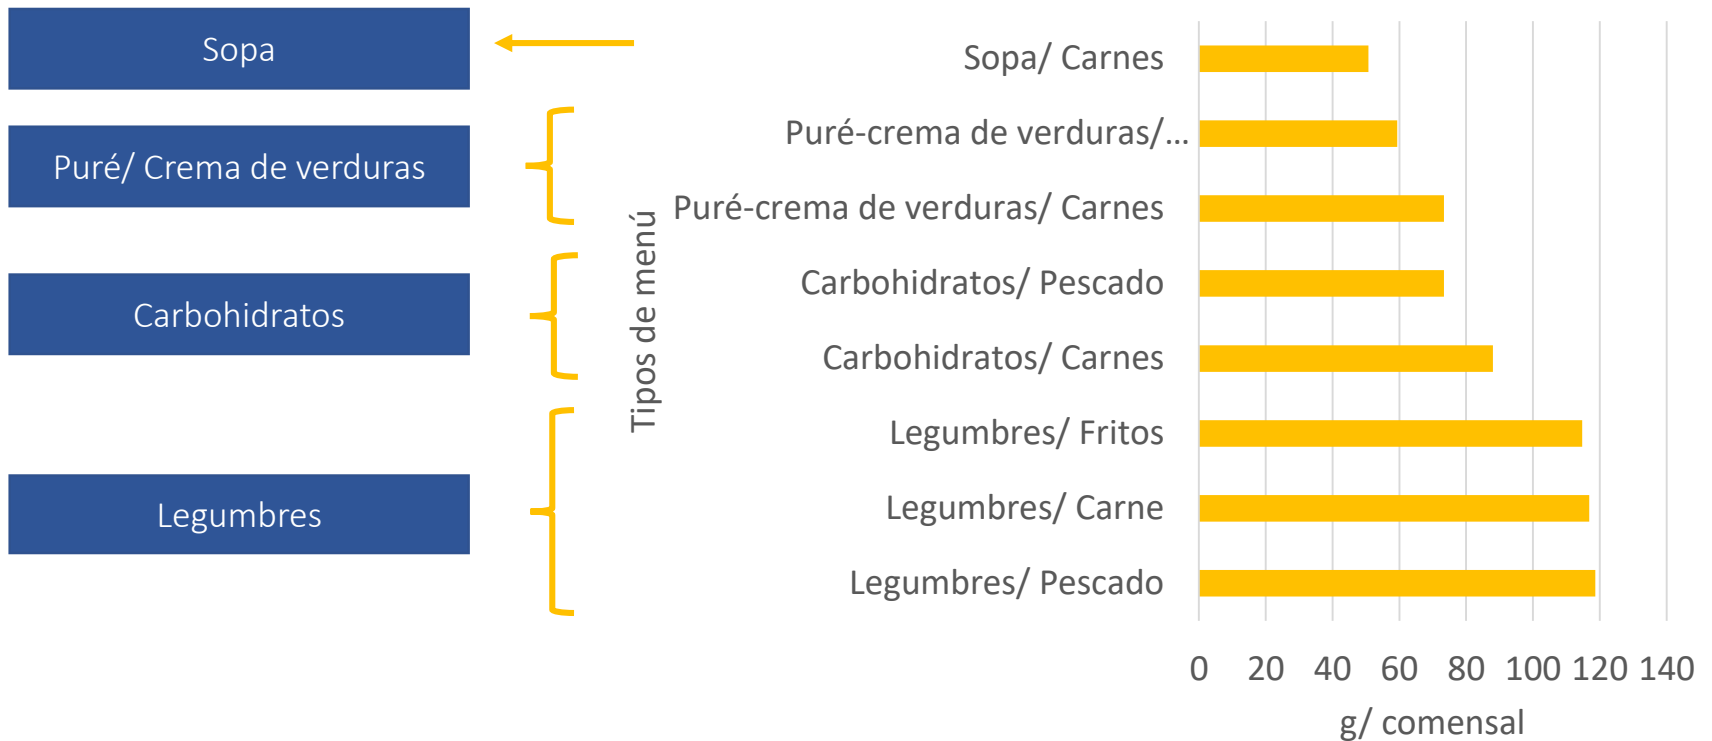 Sopa
Puré/ Crema de verduras
Carbohidratos
Legumbres
Tipos de menú
Sopa/ Carnes
Puré-crema de verduras/...
Puré-crema de verduras/ Carnes
Carbohidratos/ Pescado
Carbohidratos/ Carnes
Legumbres/ Fritos
Legumbres/ Carne
Legumbres/ Pescado
0 20 40 60 80 100 120 140
g/ comensal